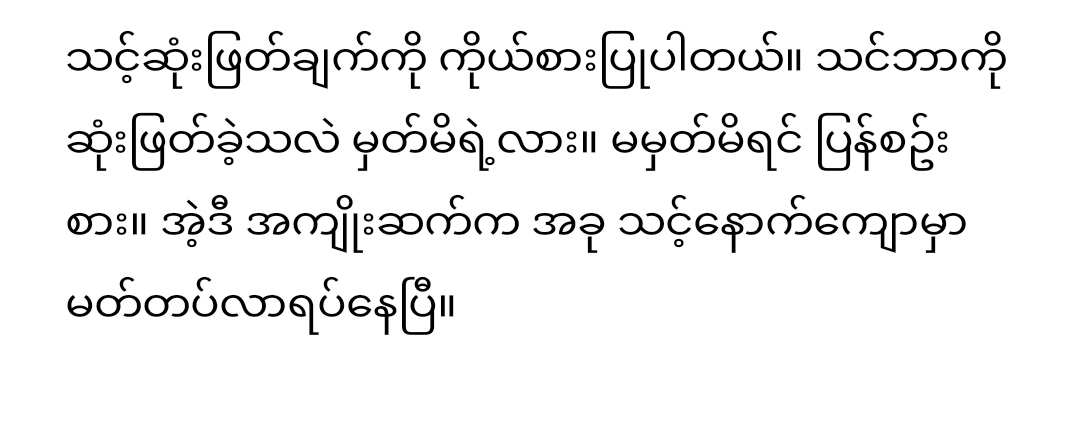 သင့်ဆုံးဖြတ်ချက်ကို ကိုယ်စားပြုပါတယ်။ သင်ဘာကို
ဆုံးဖြတ်ခဲ့သလဲ မှတ်မိရဲ့လား။ မမှတ်မိရင် ပြန်စဉ်း
စား။ အဲ့ဒီ အကျိုးဆက်က အခု သင့်နောက်ကျောမှာ
မတ်တပ်လာရပ်နေပြီ။